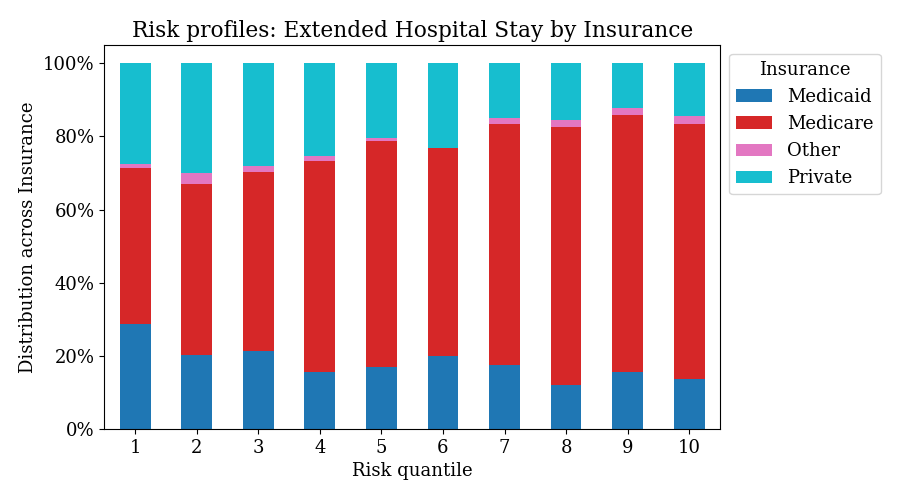 Risk profiles: Extended Hospital Stay by Insurance
100%
80%
60%
40%
20%
0%
Distribution across Insurance
1 2 3 4 5 6 7 8 9 10
Risk quantile
Insurance
Medicaid
Medicare
Other
Private